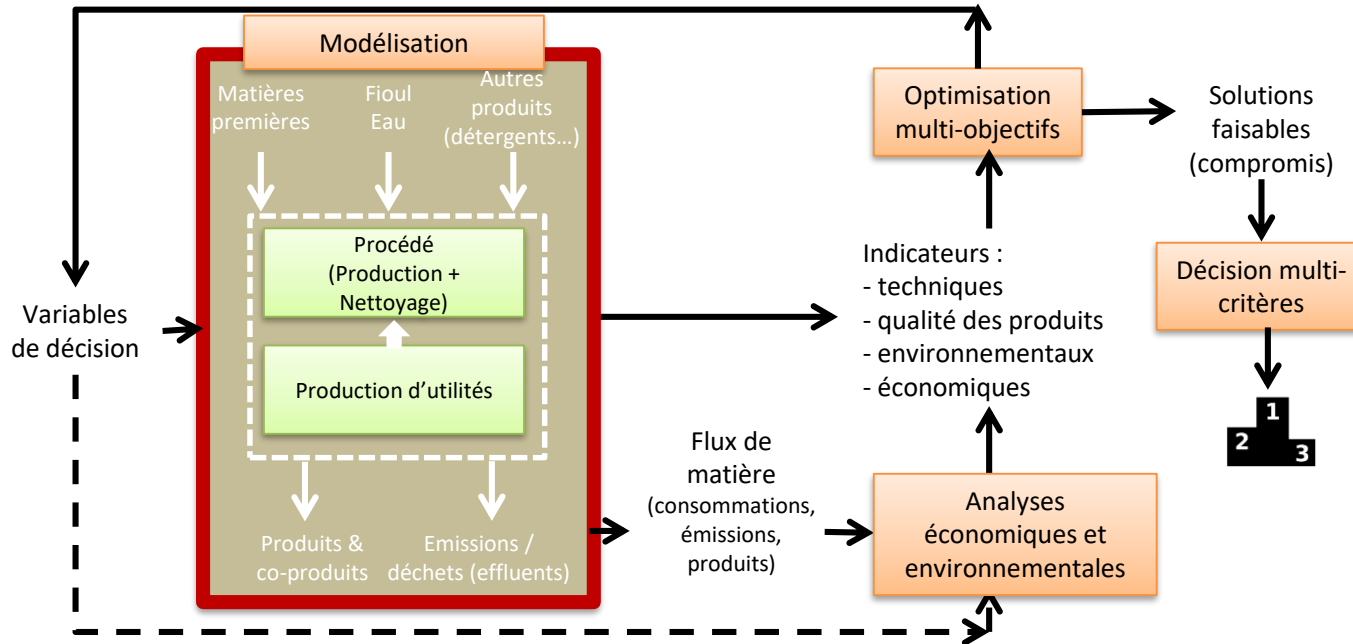 Modélisation
Matières
premières
Fioul
Eau
Autres
produits
(détergents…)
Procédé
(Production +
Nettoyage)
Production d’utilités
Produits &
co-produits
Emissions /
déchets (effluents)
Variables
de décision
Flux de
matière
(consommations,
émissions,
produits)
Analyses
économiques et
environnementales
Indicateurs :
- techniques
- qualité des produits
- environnementaux
- économiques
Optimisation
multi-objectifs
Solutions
faisables
(compromis)
Décision multi-
critères
1
2
3